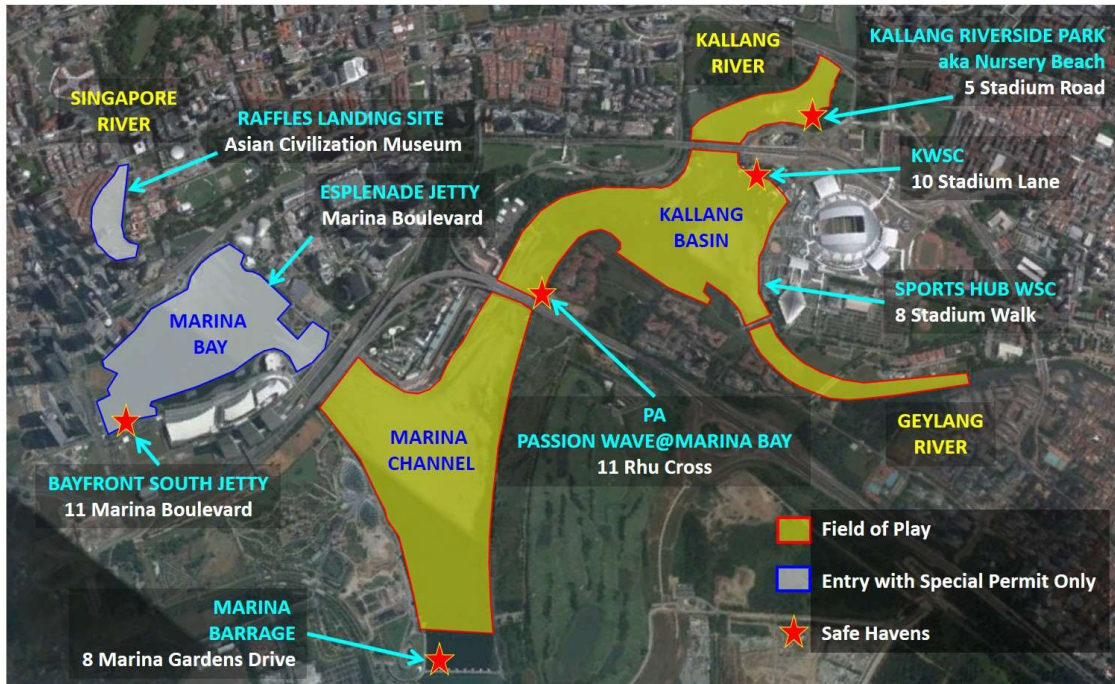 KALLANG
RIVER
KALLANG RIVERSIDE PARK
aka Nursery Beach
5 Stadium Road
SINGAPORE
RIVER
RAFFLES LANDING SITE
Asian Civilization Museum
KWSC
10 Stadium Lane
ESPLENADE JETTY
Marina Boulevard
KALLANG
BASIN
SPORTS HUB WSC
8 Stadium Walk
MARINA
BAY
PA
PASSION WAVE@MARINA BAY
11 Rhu Cross
MARINA
CHANNEL
GEYLANG
RIVER
BAYFRONT SOUTH JETTY
11 Marina Boulevard
Field of Play
Entry with Special Permit Only
Safe Havens
MARINA
BARRAGE
8 Marina Gardens Drive